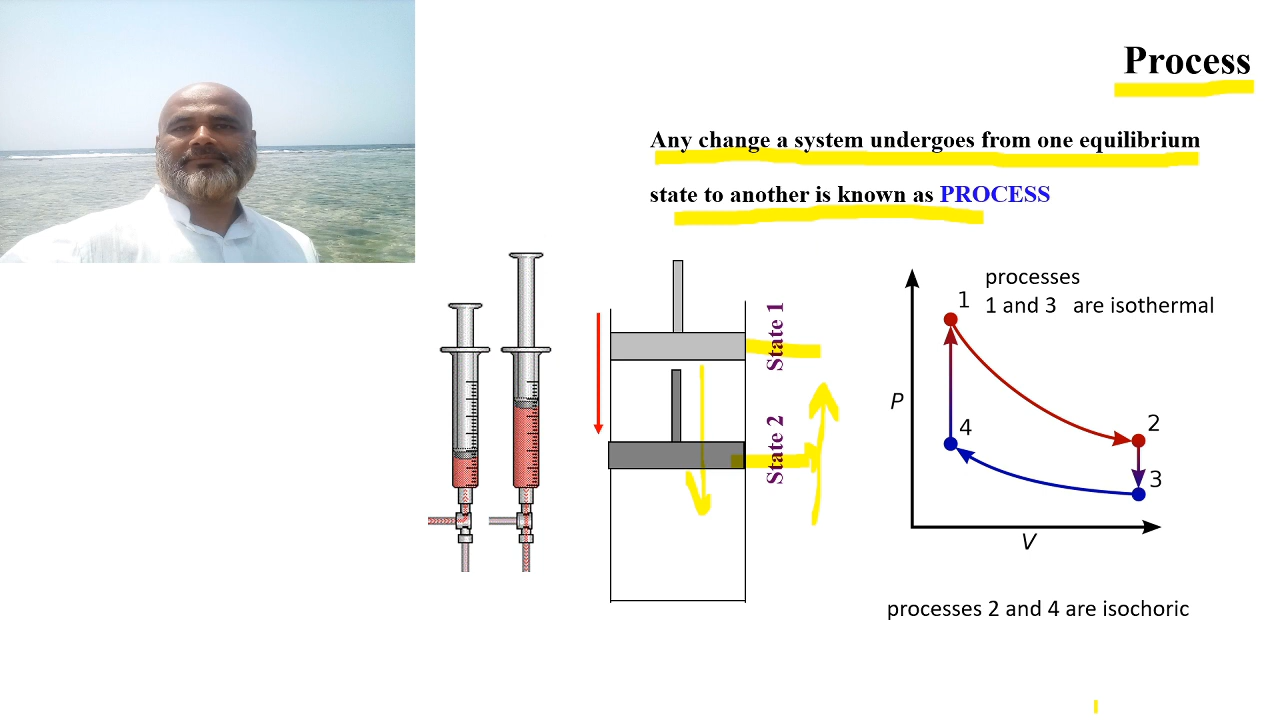 Process
Any change a system undergoes from one equilibrium
state to another is known as PROCESS
State 1
State 2
processes
1 and 3 are isothermal
1
2
3
4
P
V
processes 2 and 4 are isochoric